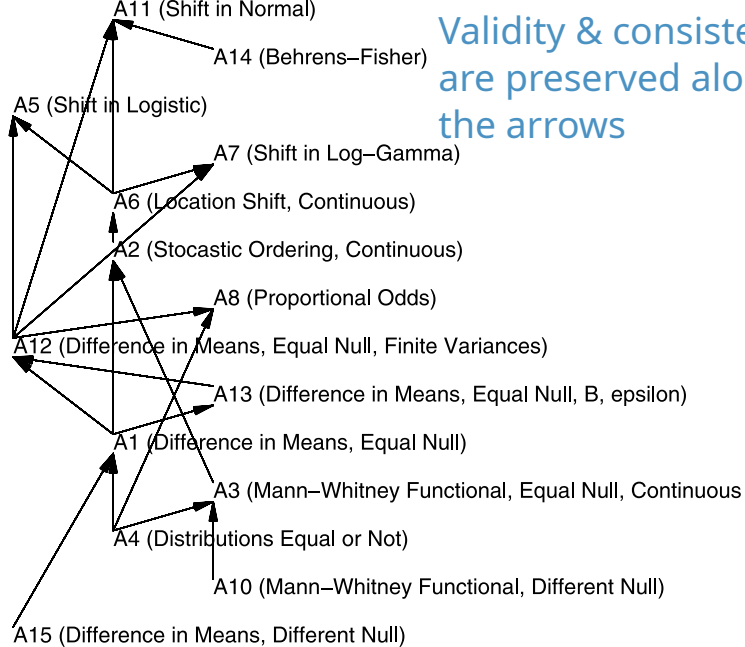 A11 (Shift in Normal)
Validity & consiste
A14 (Behrens–Fisher)
are preserved alo
A5 (Shift in Logistic)
the arrows
A7 (Shift in Log–Gamma)
A6 (Location Shift, Continuous)
A2 (Stocastic Ordering, Continuous)
A8 (Proportional Odds)
A12 (Difference in Means, Equal Null, Finite Variances)
A13 (Difference in Means, Equal Null, B, epsilon)
A1 (Difference in Means, Equal Null)
A3 (Mann–Whitney Functional, Equal Null, Continuous
A4 (Distributions Equal or Not)
A10 (Mann–Whitney Functional, Different Null)
A15 (Difference in Means, Different Null)